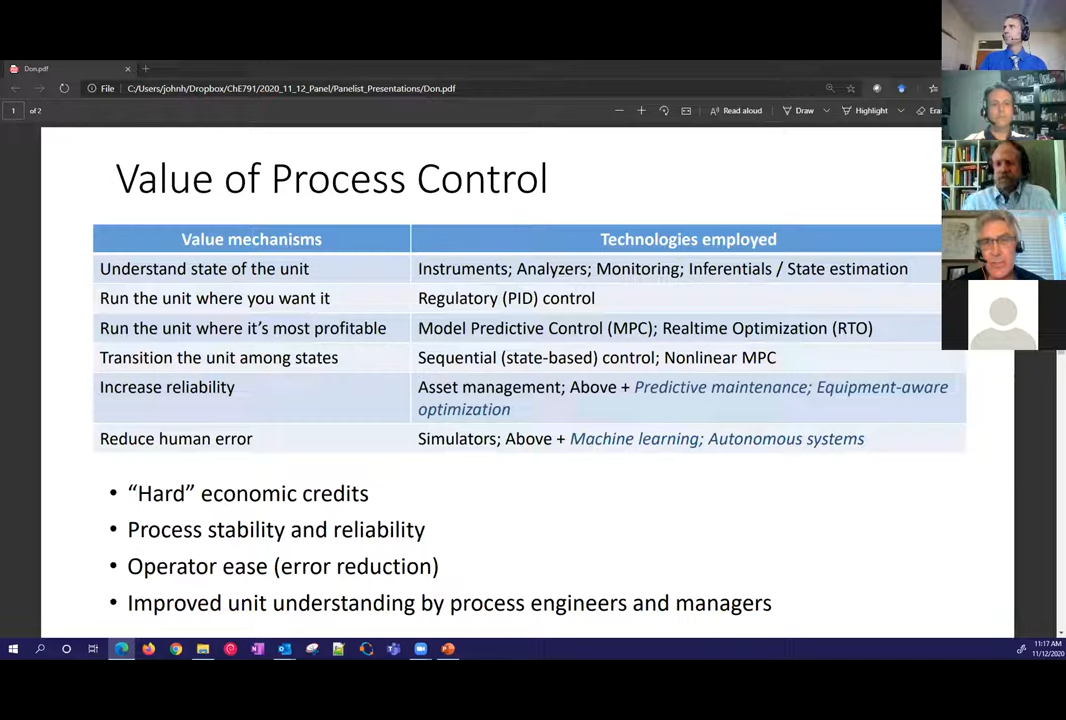 Don.pdf
File
C:/Users/johnh/Dropbox/ChE791/2020_11_12_Panel/Panelist_Presentations/Don.pdf
1 of 2
Read aloud
Draw
Highlight
Value of Process Control
Value mechanisms Technologies employed
Understand state of the unit Instruments; Analyzers; Monitoring; Inferentials / State estimation
Run the unit where you want it Regulatory (PID) control
Run the unit where it’s most profitable Model Predictive Control (MPC); Realtime Optimization (RTO)
Transition the unit among states Sequential (state-based) control; Nonlinear MPC
Increase reliability Asset management; Above + Predictive maintenance; Equipment-aware
optimization
Reduce human error Simulators; Above + Machine learning; Autonomous systems
• “Hard” economic credits
• Process stability and reliability
• Operator ease (error reduction)
• Improved unit understanding by process engineers and managers
11:17 AM
11/12/2020